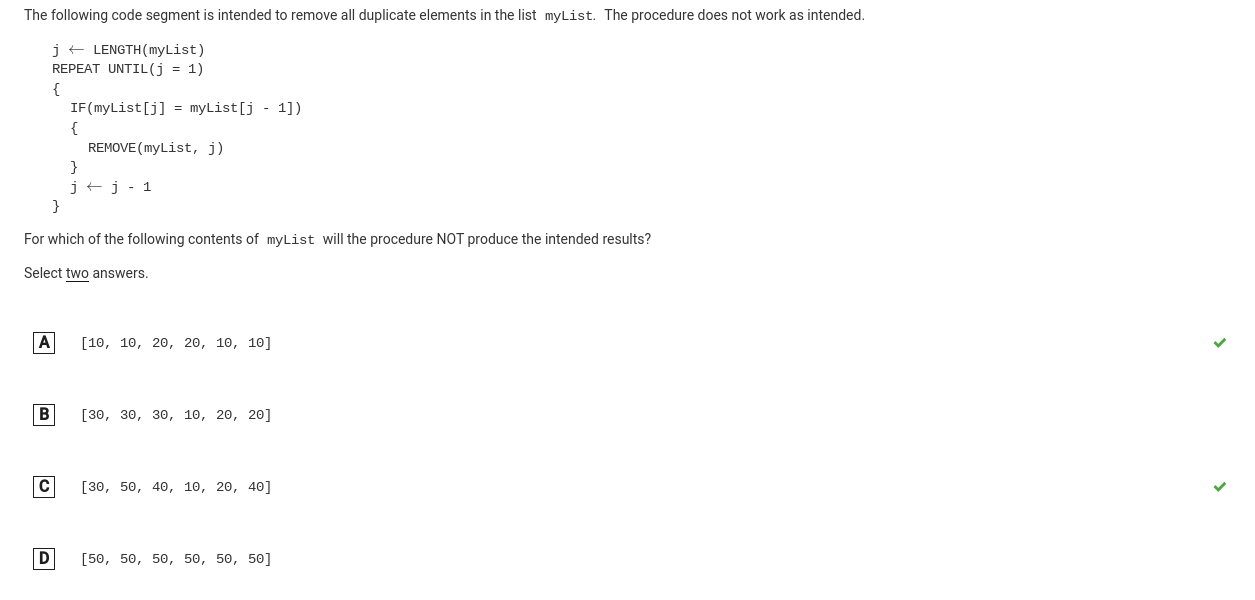 The following code segment is intended to remove all duplicate elements in the list myList. The procedure does not work as intended.
j ← LENGTH(myList)
REPEAT UNTIL(j = 1)
{
IF(myList[j] = myList[j - 1])
{
REMOVE(myList, j)
}
j ← j - 1
}
For which of the following contents of myList will the procedure NOT produce the intended results?
Select two answers.
A [10, 10, 20, 20, 10, 10]
B [30, 30, 30, 10, 20, 20]
C [30, 50, 40, 10, 20, 40]
D [50, 50, 50, 50, 50, 50]